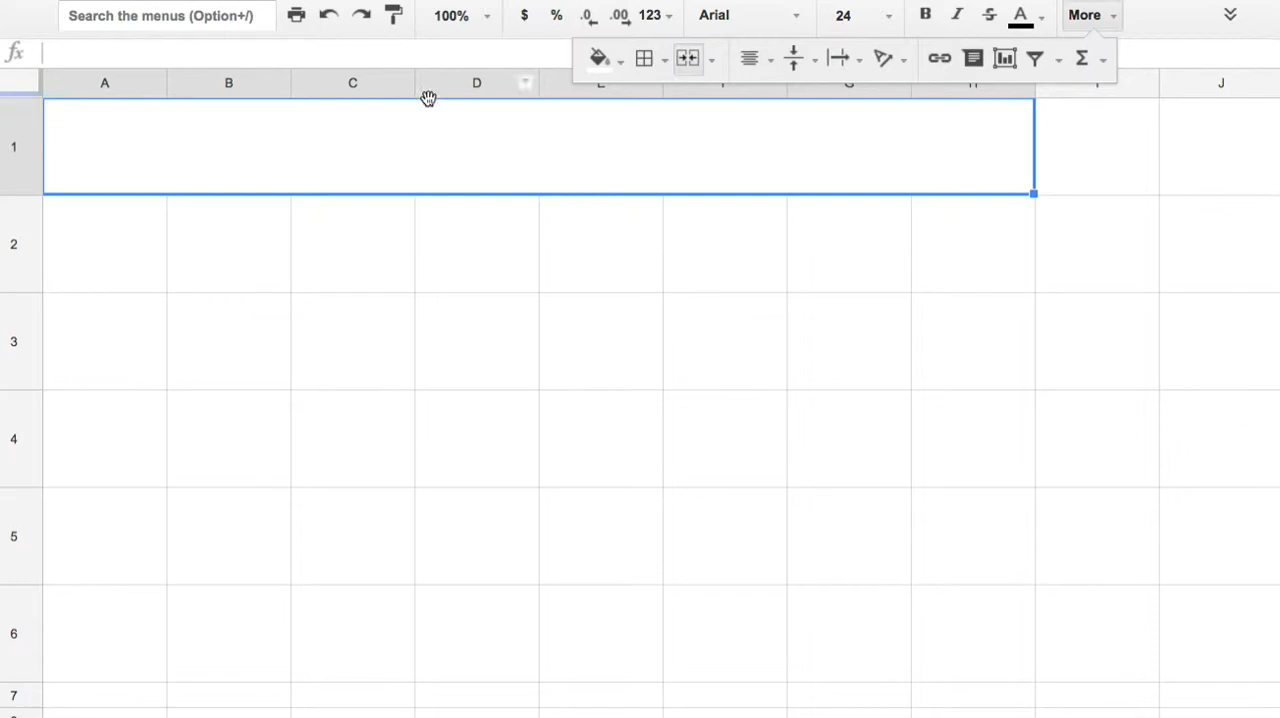 Search the menus (Option+/) 100% $ % .0 .00 123 Arial 24 B I S A More
fx
A B C D E F G H I J
1
2
3
4
5
6
7